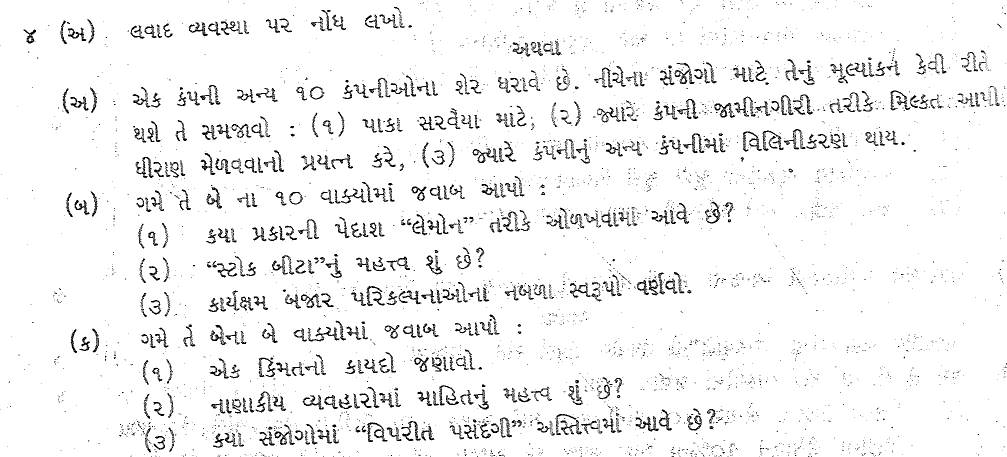 ૪ (અ) લવાદ વ્યવસ્થા પર નોંધ લખો.
અથવા
(અ) એક કંપની અન્ય ૧૦ કંપનીઓના શેર ધરાવે છે. નીચેના સંજોગો માટે તેનું મૂલ્યાંકન કેવી રીતે
થશે તે સમજાવો : (૧) પાકા સરવૈયા માટે, (૨) જ્યારે કંપની જામીનગીરી તરીકે મિલ્કત આપી
ધીરાણ મેળવવાનો પ્રયત્ન કરે, (૩) જ્યારે કંપનીનું અન્ય કંપનીમાં વિલિનીકરણ થાય.
(બ) ગમે તે બે ના ૧૦ વાક્યોમાં જવાબ આપો :
(૧) કયા પ્રકારની પેદાશ “લેમોન” તરીકે ઓળખવામાં આવે છે?
(૨) “સ્ટોક બીટા”નું મહત્ત્વ શું છે?
(૩) કાર્યક્ષમ બજાર પરિકલ્પનાઓનાં નબળા સ્વરૂપો વર્ણવો.
(ક) ગમે તે બેના બે વાક્યોમાં જવાબ આપો :
(૧) એક કિંમતનો કાયદો જણાવો.
(૨) નાણાકીય વ્યવહારોમાં માહિતનું મહત્ત્વ શું છે?
(૩) કયા સંજોગોમાં “વિપરીત પસંદગી” અસ્તિત્ત્વમાં આવે છે?